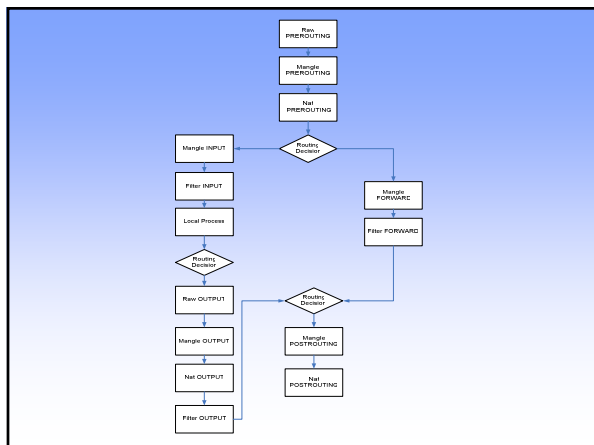 Raw
PREROUTING
Mangle
PREROUTING
Nat
PREROUTING
Routing
Decision
Mangle INPUT
Filter INPUT
Local Process
Routing
Decision
Raw OUTPUT
Mangle OUTPUT
Nat OUTPUT
Filter OUTPUT
Mangle
FORWARD
Filter FORWARD
Routing
Decision
Mangle
POSTROUTING
Nat
POSTROUTING